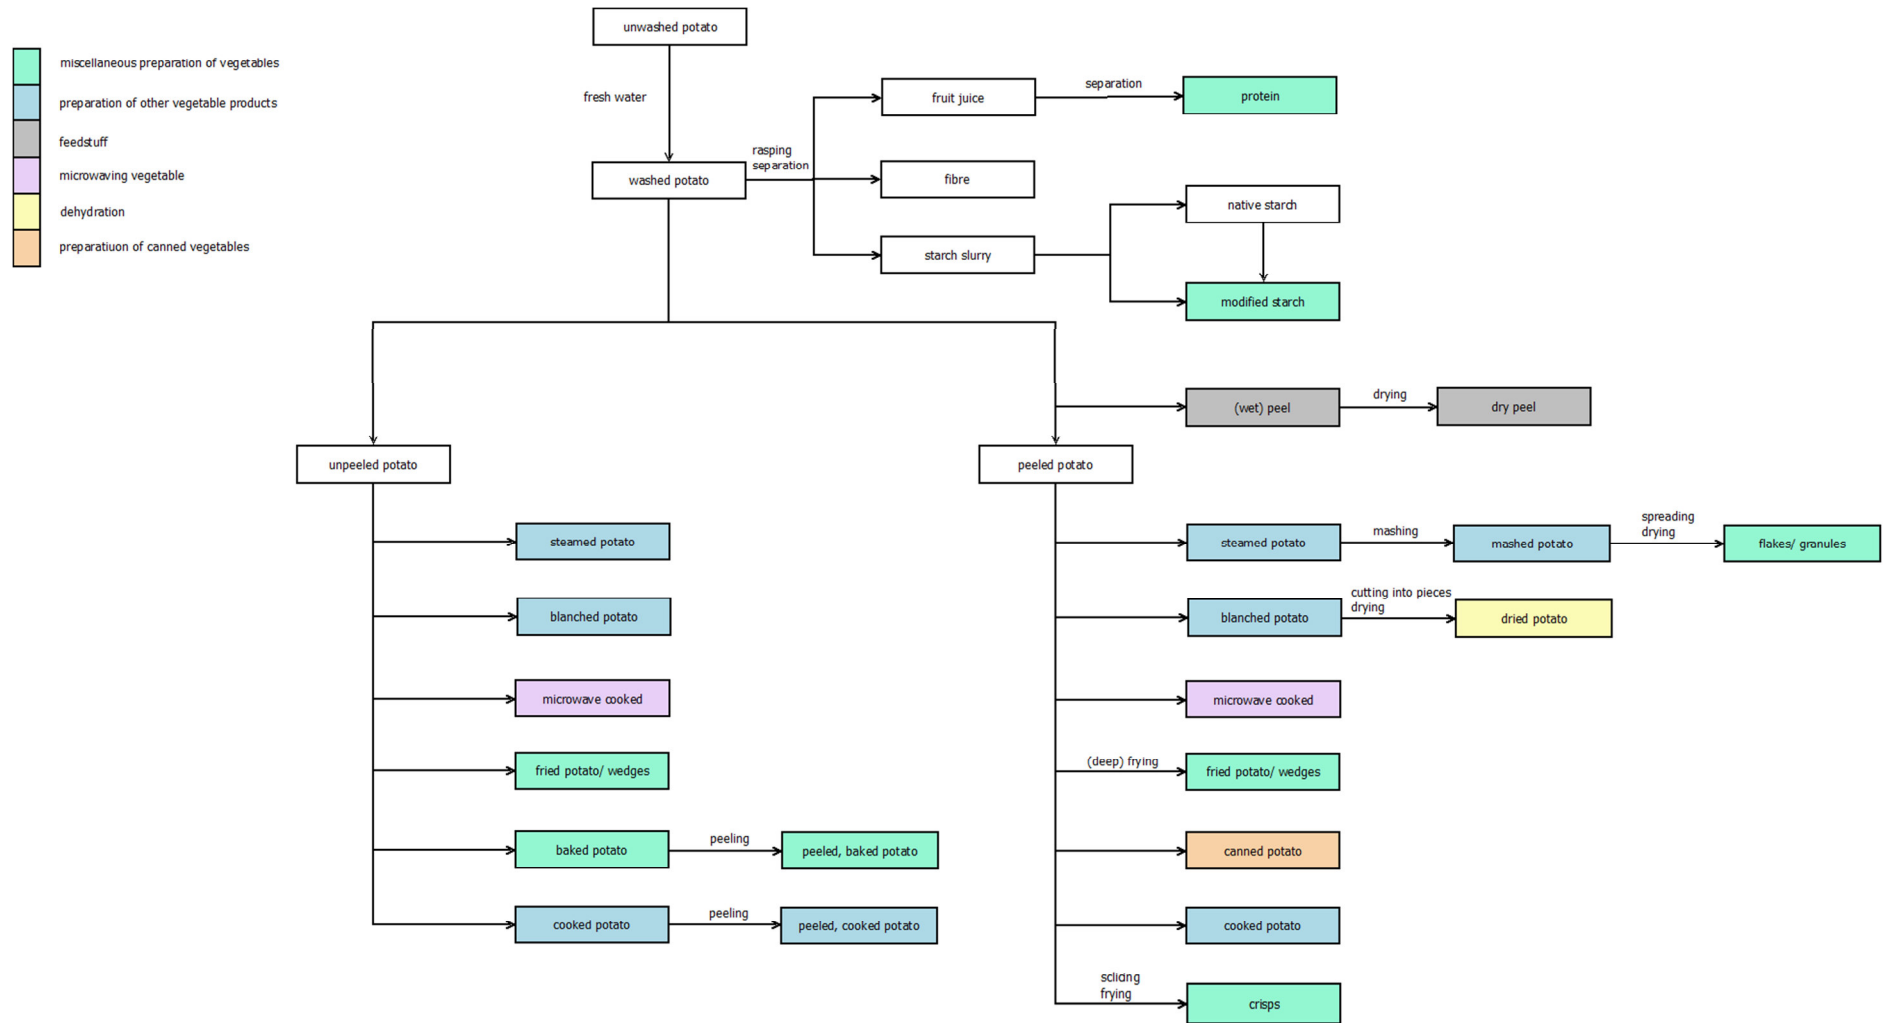 unwashed potato
miscellaneous preparation of vegetables
preparation of other vegetable products
feedstuff
microwaving vegetable
dehydration
preparatiuon of canned vegetables
fresh water
washed potato
rasping
separation
fruit juice
separation
protein
fibre
starch slurry
native starch
modified starch
(wet) peel
drying
dry peel
unpeeled potato
peeled potato
steamed potato
blanched potato
microwave cooked
fried potato/ wedges
baked potato
peeling
peeled, baked potato
cooked potato
peeling
peeled, cooked potato
steamed potato
mashing
mashed potato
spreading
drying
flakes/ granules
blanched potato
cutting into pieces
drying
dried potato
microwave cooked
(deep) frying
fried potato/ wedges
canned potato
cooked potato
sclidng
frying
crisps